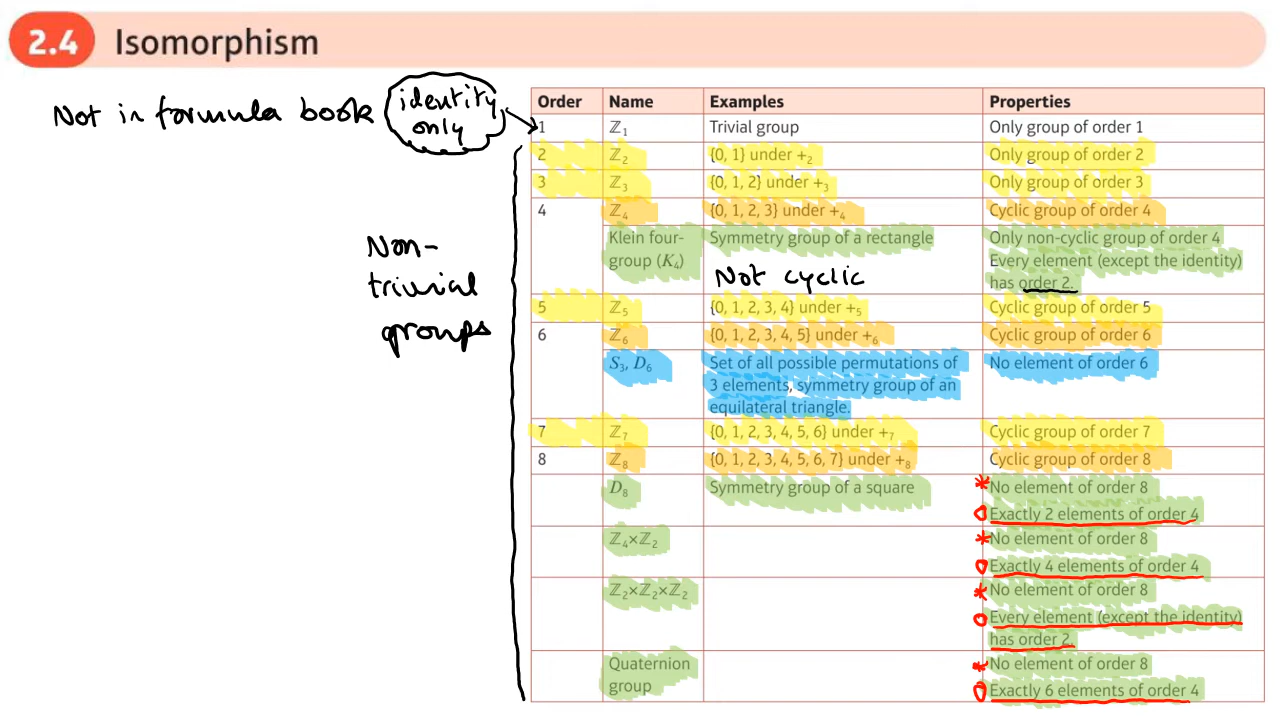 2.4 Isomorphism
Not in formula book
identity
only
Non-
trivial
groups
Order Name Examples Properties
1 ℤ₁ Trivial group Only group of order 1
2 ℤ₂ {0, 1} under +₂ Only group of order 2
3 ℤ₃ {0, 1, 2} under +₃ Only group of order 3
4 ℤ₄ {0, 1, 2, 3} under +₄ Cyclic group of order 4
Klein four- Symmetry group of a rectangle Only non-cyclic group of order 4
group (K₄) Every element (except the identity)
Not cyclic has order 2.
5 ℤ₅ {0, 1, 2, 3, 4} under +₅ Cyclic group of order 5
6 ℤ₆ {0, 1, 2, 3, 4, 5} under +₆ Cyclic group of order 6
S₃, D₆ Set of all possible permutations of No element of order 6
3 elements, symmetry group of an
equilateral triangle.
7 ℤ₇ {0, 1, 2, 3, 4, 5, 6} under +₇ Cyclic group of order 7
8 ℤ₈ {0, 1, 2, 3, 4, 5, 6, 7} under +₈ Cyclic group of order 8
D₈ Symmetry group of a square * No element of order 8
Exactly 2 elements of order 4
ℤ₄×ℤ₂ * No element of order 8
Exactly 4 elements of order 4
ℤ₂×ℤ₂×ℤ₂ * No element of order 8
Every element (except the identity)
has order 2.
Quaternion * No element of order 8
group Exactly 6 elements of order 4